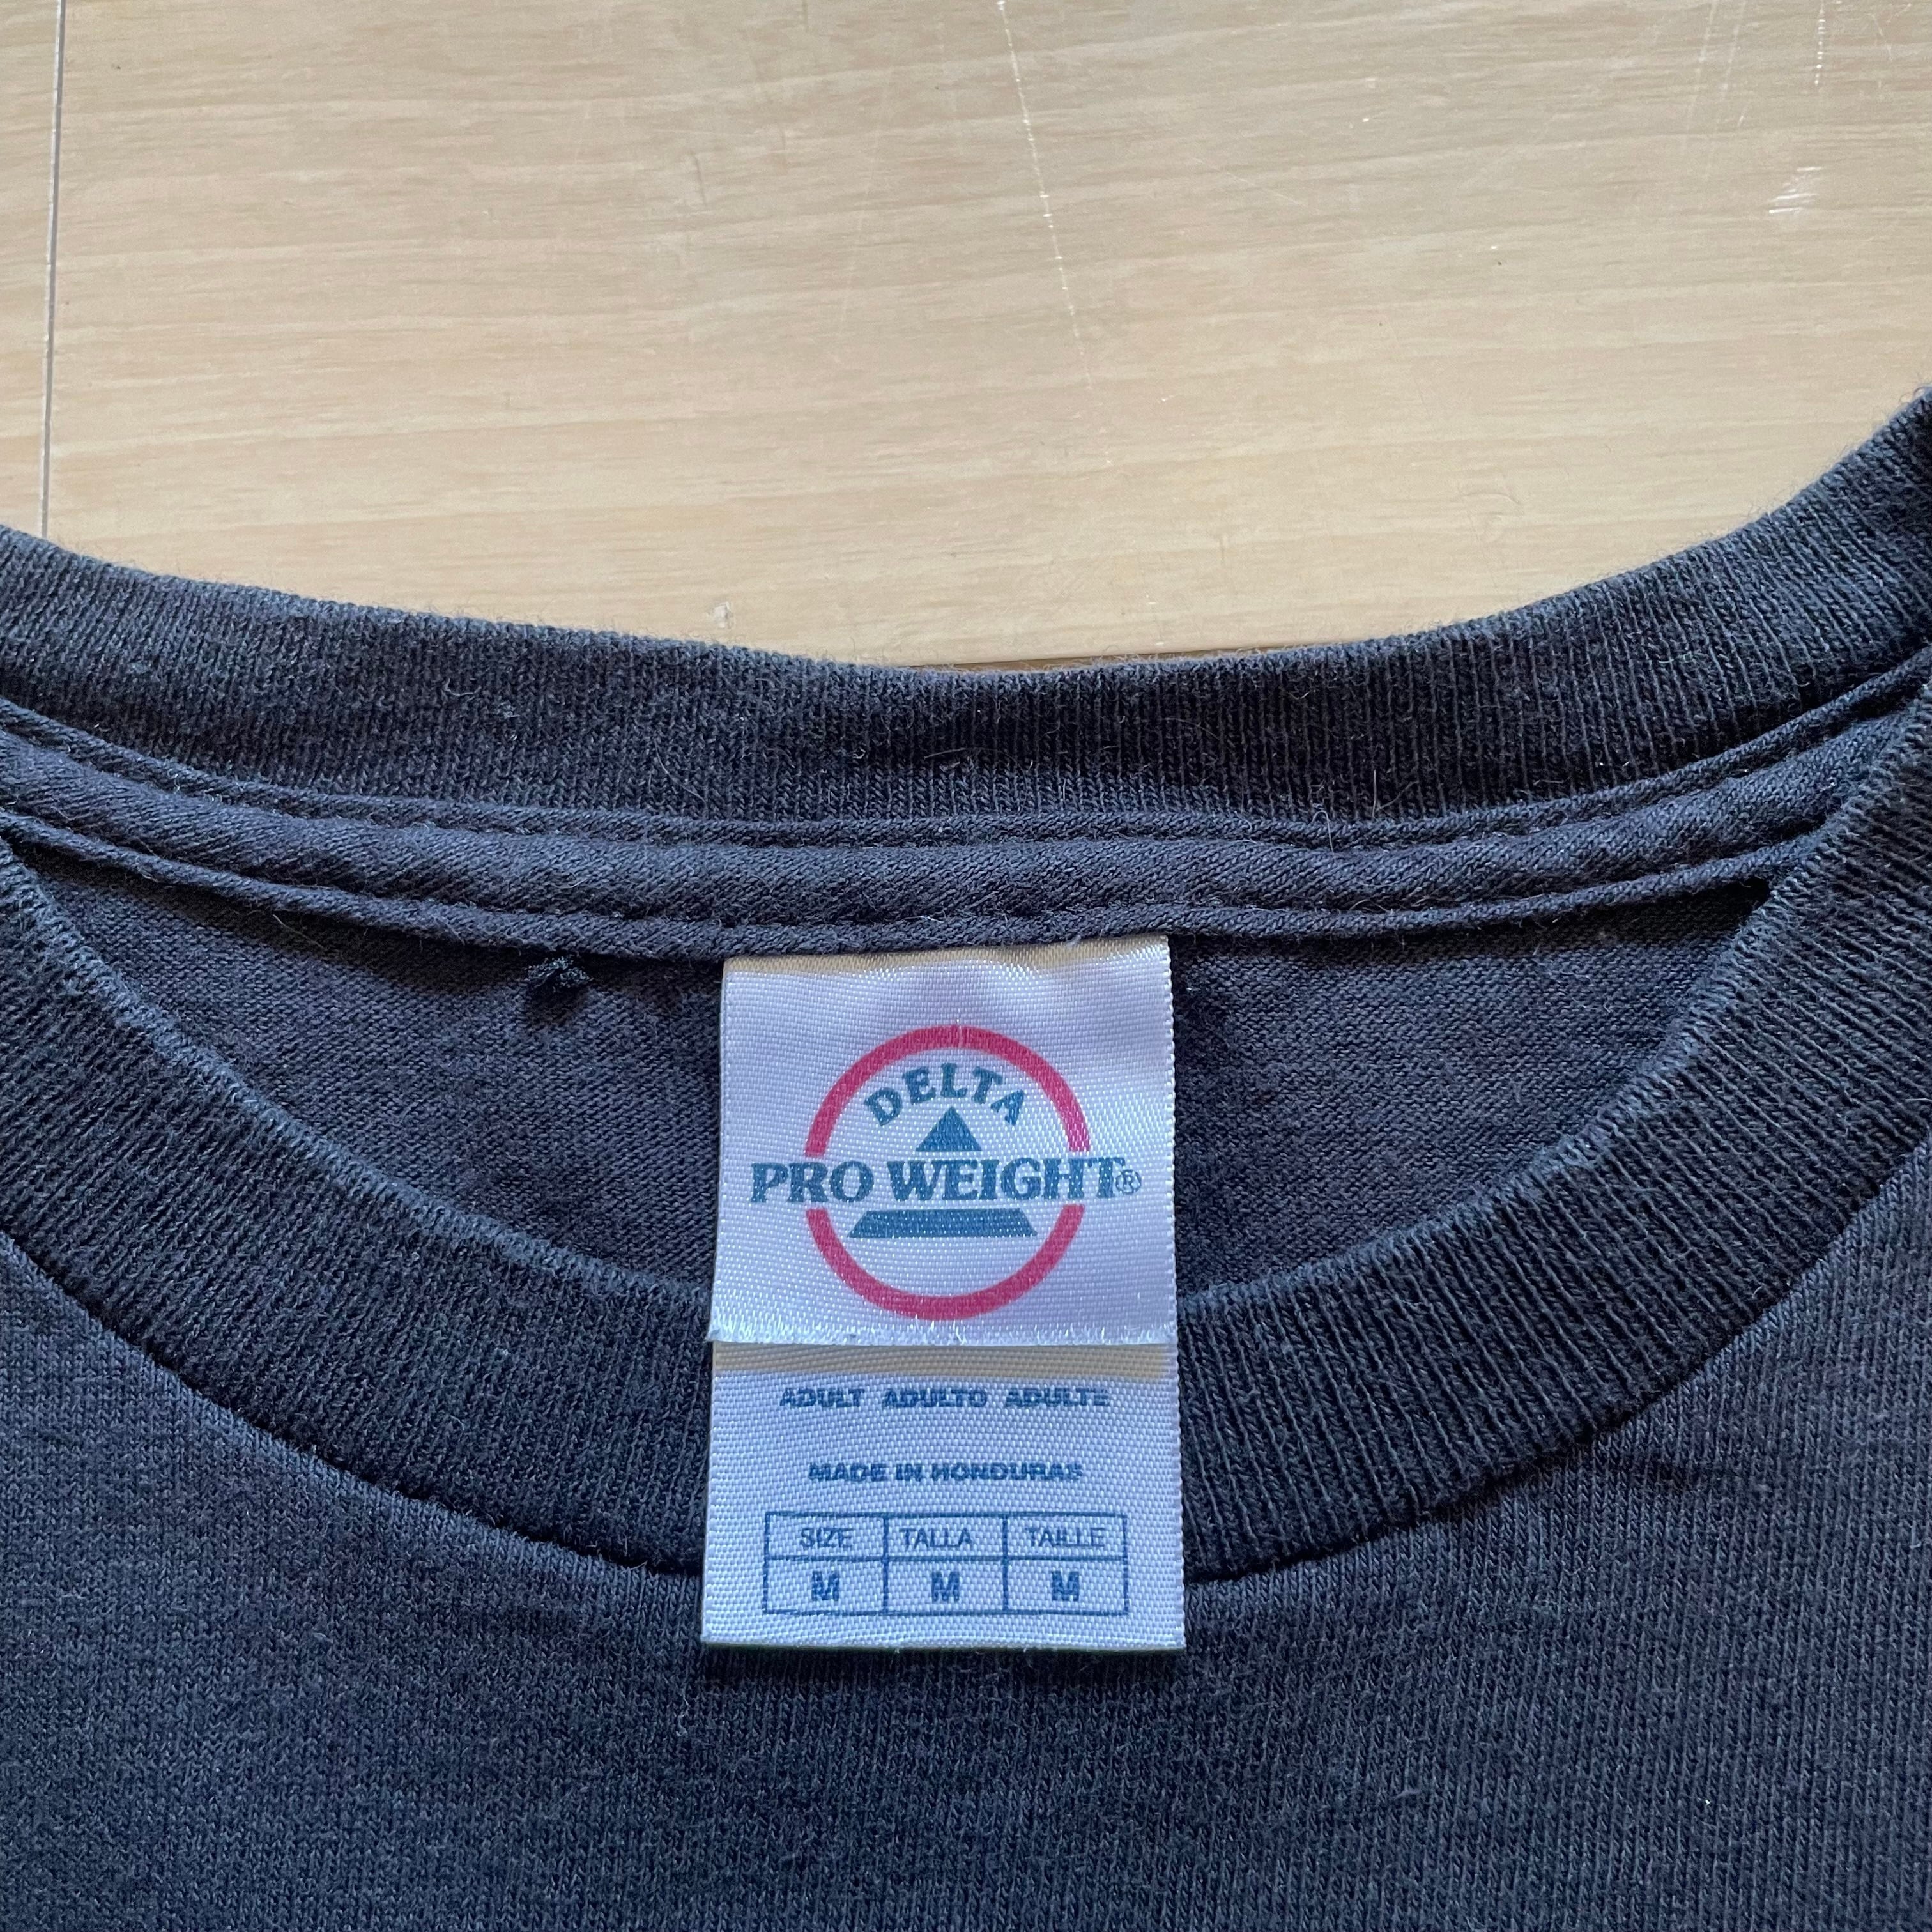 DELTA
PRO WEIGHT®
ADULT ADULTO ADULTE
MADE IN HONDURAS
SIZE TALLA TAILLE
M M M